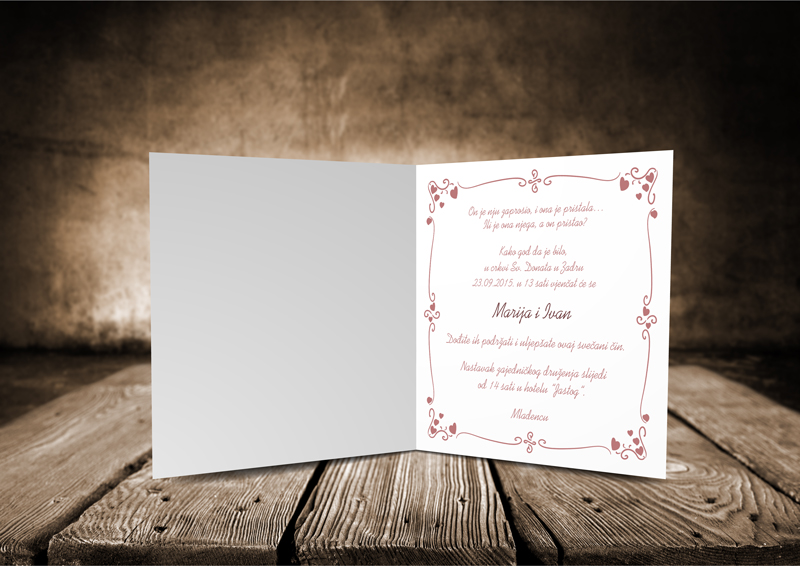 On je nju zaprosio, i ona je pristala...
Ili je ona njega, a on pristao?
Kako god da je bilo,
u crkvi Sv. Donata u Zadru
23.09.2015. u 13 sati vjenčat će se
Marija i Ivan
Dođite ih podržati i uljepšate ovaj svečani čin.
Nastavak zajedničkog druženja slijedi
od 14 sati u hotelu "Jastog".
Mladencu